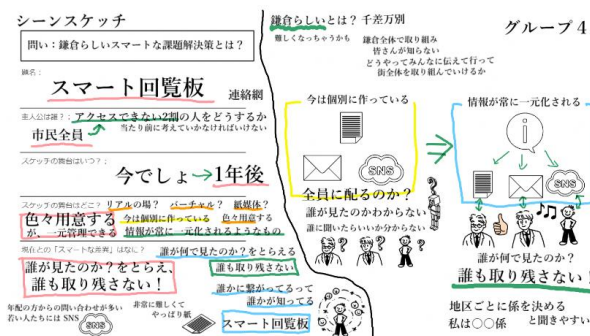 シーンスケッチ
問い：鎌倉らしいスマートな課題解決策とは？
スマート回覧板
連絡網
主人公は誰？：アクセスできない2割の人をどうするか
市民全員
当たり前に考えていかなければいけない
スケッチの舞台はいつ？：
今でしょ→1年後
スケッチの舞台はどこ？
リアルの場？ バーチャル？ 紙媒体？
色々用意する
が、一元管理できる
今は個別に作っている
色々用意する
情報が常に一元化されるようなもの
誰が何で見たのか？をとらえる
誰が見たのか？をとらえ、
誰も取り残さない！
誰も取り残さない
誰かに繋がってるって
誰かが知ってる
年配の方からの問い合わせが多い
若い人たちには SNS
SNS
非常に難しくて
やっぱり紙
スマート回覧板
鎌倉らしいとは？ 千差万別
難しくなっちゃうかも
鎌倉全体で取り組み
皆さんが知らない
どうやってみんなに伝えて行って
街全体を取り組んでいけるか
今は個別に作っている
SNS
全員に配るのか？
誰が見たのかわからない
誰に聞いたらいいか分からない
グループ４
情報が常に一元化される
SNS
誰が何で見たのか？
誰も取り残さない！
地区ごとに係を決める
私は〇〇係
と聞きやすい